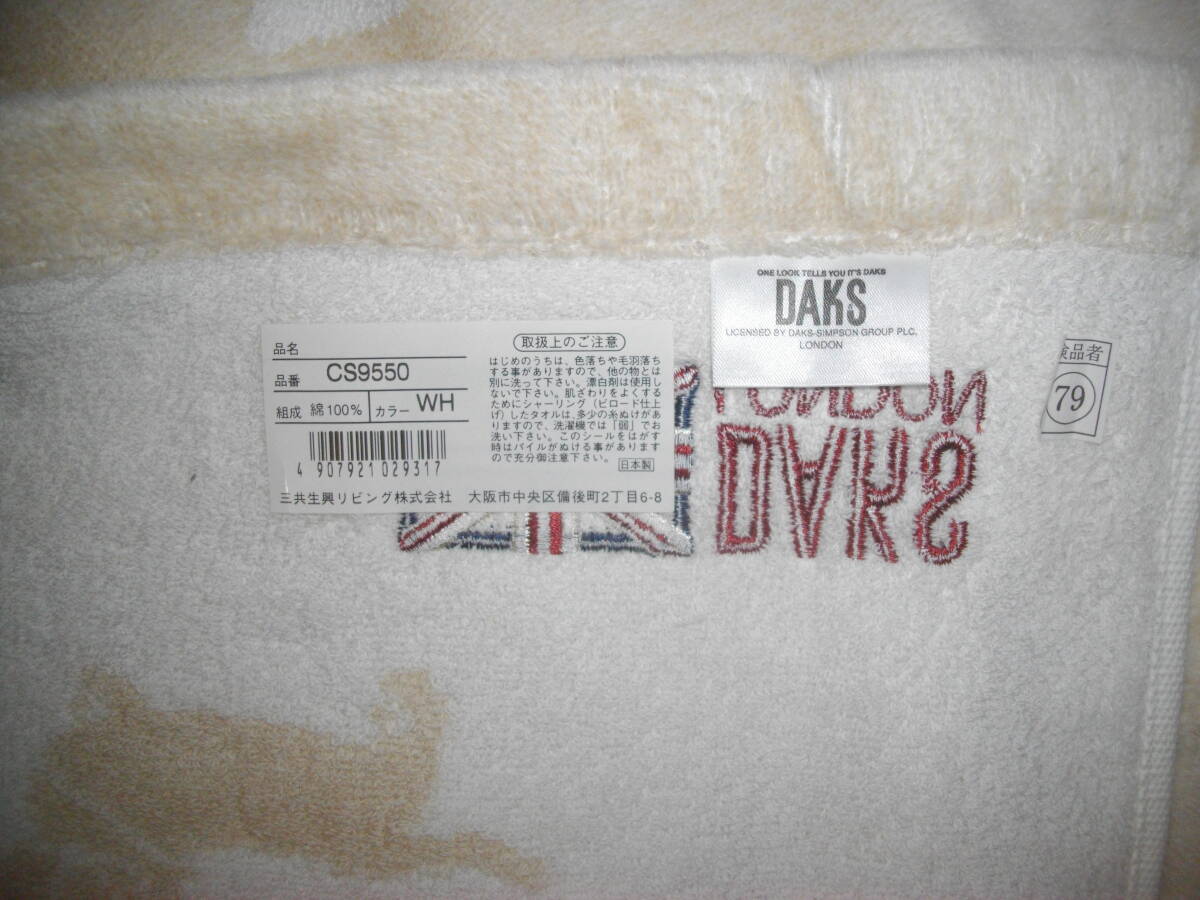 ONE LOOK TELLS YOU IT'S DAKS
DAKS
LICENSED BY DAKS-SIMPSON GROUP PLC.
LONDON
品名
品番 CS9550
組成 綿100% カラー WH
4 907921 029317
取扱上のご注意
はじめのうちは、色落ちや毛羽落ち
する事がありますので、他の物とは
別に洗って下さい。漂白剤は使用し
ないで下さい。肌ざわりをよくする
ためにシャーリング（ビロード仕上
げ）したタオルは、多少の糸ぬけがあ
りますので、洗濯機では「弱」でお
洗い下さい。このシールをはがす
時はパイルがぬける事があります
ので充分御注意下さい。
日本製
三共生興リビング株式会社 大阪市中央区備後町2丁目6-8
検品者
79
LONDON
DAKS